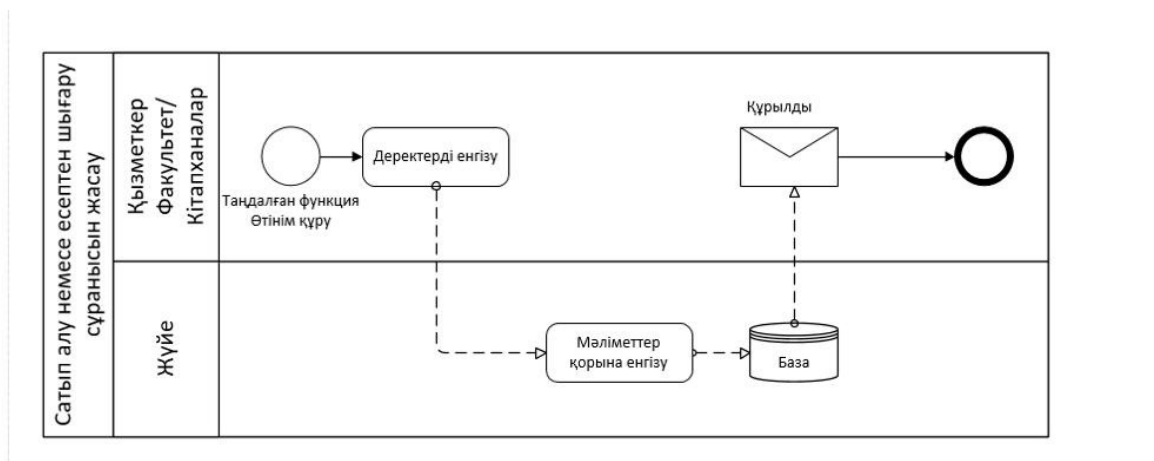 Сатып алу немесе есептен шығару
сұранысын жасау
Қызметкер
Факультет/
Кітапханалар
Таңдалған функция
Өтінім құру
Деректерді енгізу
Құрылды
Жүйе
Мәліметтер
қорына енгізу
База